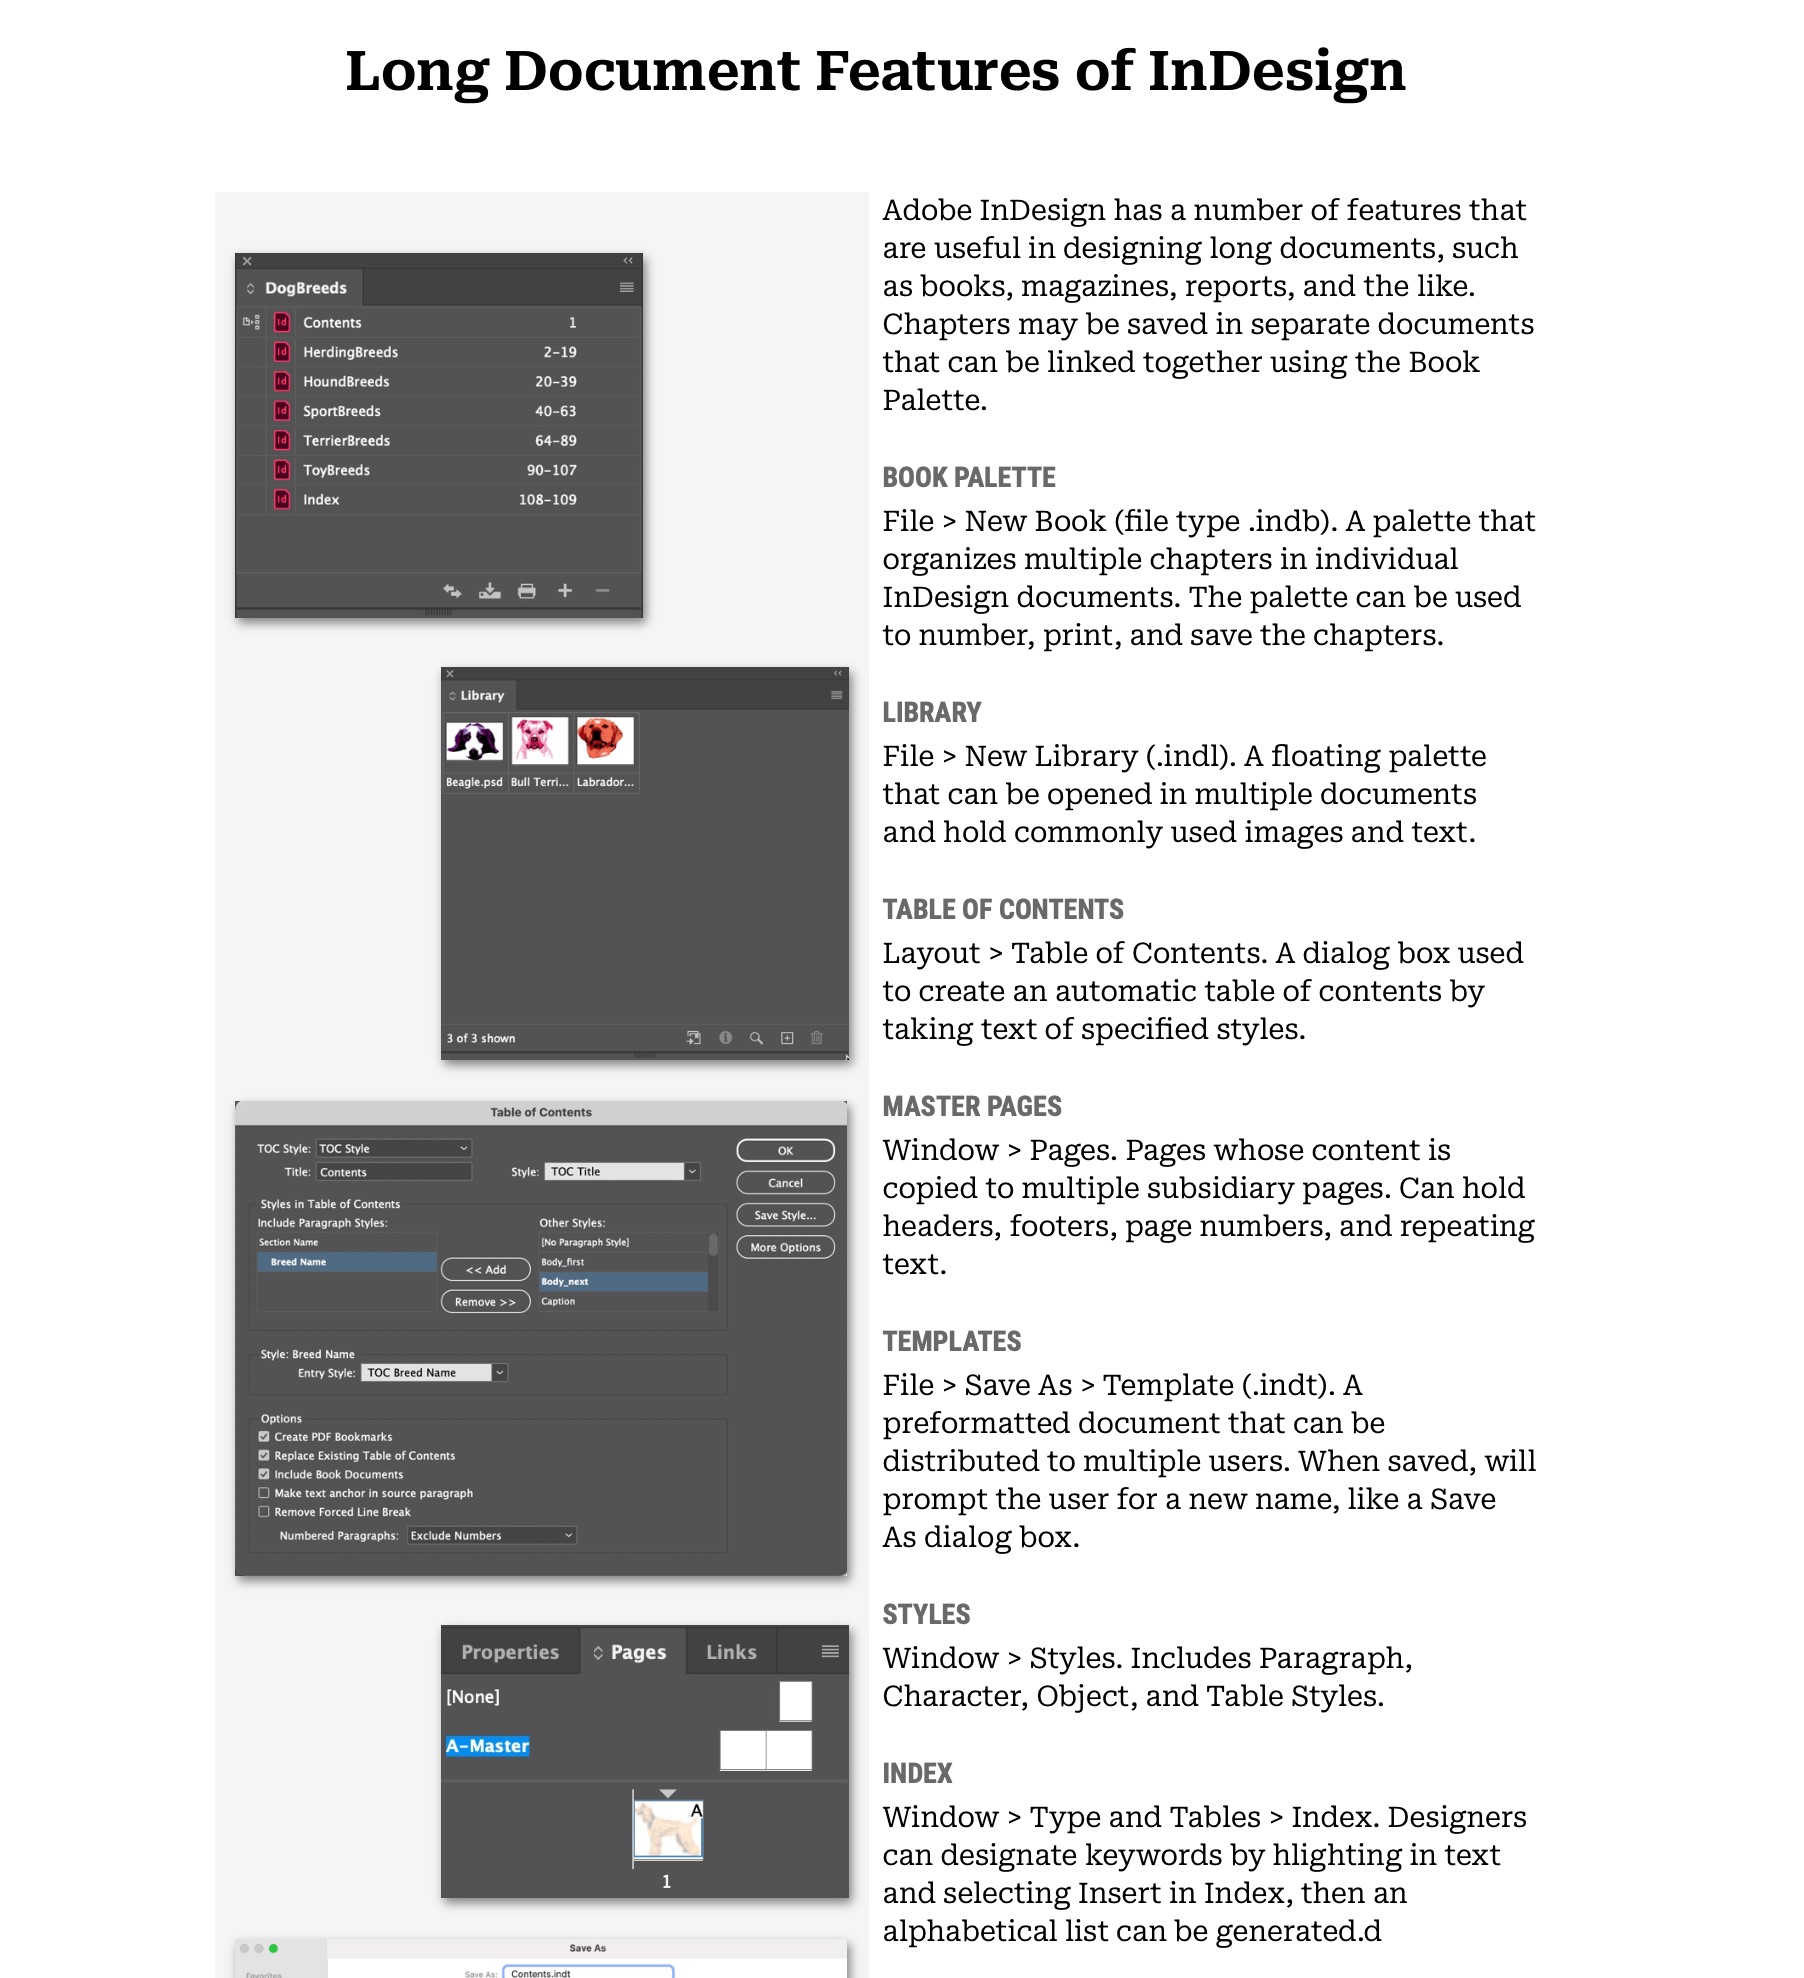 Long Document Features of InDesign
DogBreeds
Contents 1
HerdingBreeds 2-19
HoundBreeds 20-39
SportBreeds 40-63
TerrierBreeds 64-89
ToyBreeds 90-107
Index 108-109
Library
Beagle.psd Bull Terri... Labrador...
3 of 3 shown
Table of Contents
TOC Style: TOC Style
Title: Contents Style: TOC Title
OK
Cancel
Save Style...
More Options
Styles in Table of Contents
Include Paragraph Styles: Other Styles:
Section Name [No Paragraph Style]
Breed Name Body_first
<< Add Body_next
Remove >> Caption
Style: Breed Name
Entry Style: TOC Breed Name
Options
Create PDF Bookmarks
Replace Existing Table of Contents
Include Book Documents
Make text anchor in source paragraph
Remove Forced Line Break
Numbered Paragraphs: Exclude Numbers
Properties Pages Links
[None]
A-Master
A
1
Save As
Favorites
Save As: Contents.indt
Adobe InDesign has a number of features that
are useful in designing long documents, such
as books, magazines, reports, and the like.
Chapters may be saved in separate documents
that can be linked together using the Book
Palette.
BOOK PALETTE
File > New Book (file type .indb). A palette that
organizes multiple chapters in individual
InDesign documents. The palette can be used
to number, print, and save the chapters.
LIBRARY
File > New Library (.indl). A floating palette
that can be opened in multiple documents
and hold commonly used images and text.
TABLE OF CONTENTS
Layout > Table of Contents. A dialog box used
to create an automatic table of contents by
taking text of specified styles.
MASTER PAGES
Window > Pages. Pages whose content is
copied to multiple subsidiary pages. Can hold
headers, footers, page numbers, and repeating
text.
TEMPLATES
File > Save As > Template (.indt). A
preformatted document that can be
distributed to multiple users. When saved, will
prompt the user for a new name, like a Save
As dialog box.
STYLES
Window > Styles. Includes Paragraph,
Character, Object, and Table Styles.
INDEX
Window > Type and Tables > Index. Designers
can designate keywords by hlighting in text
and selecting Insert in Index, then an
alphabetical list can be generated.d